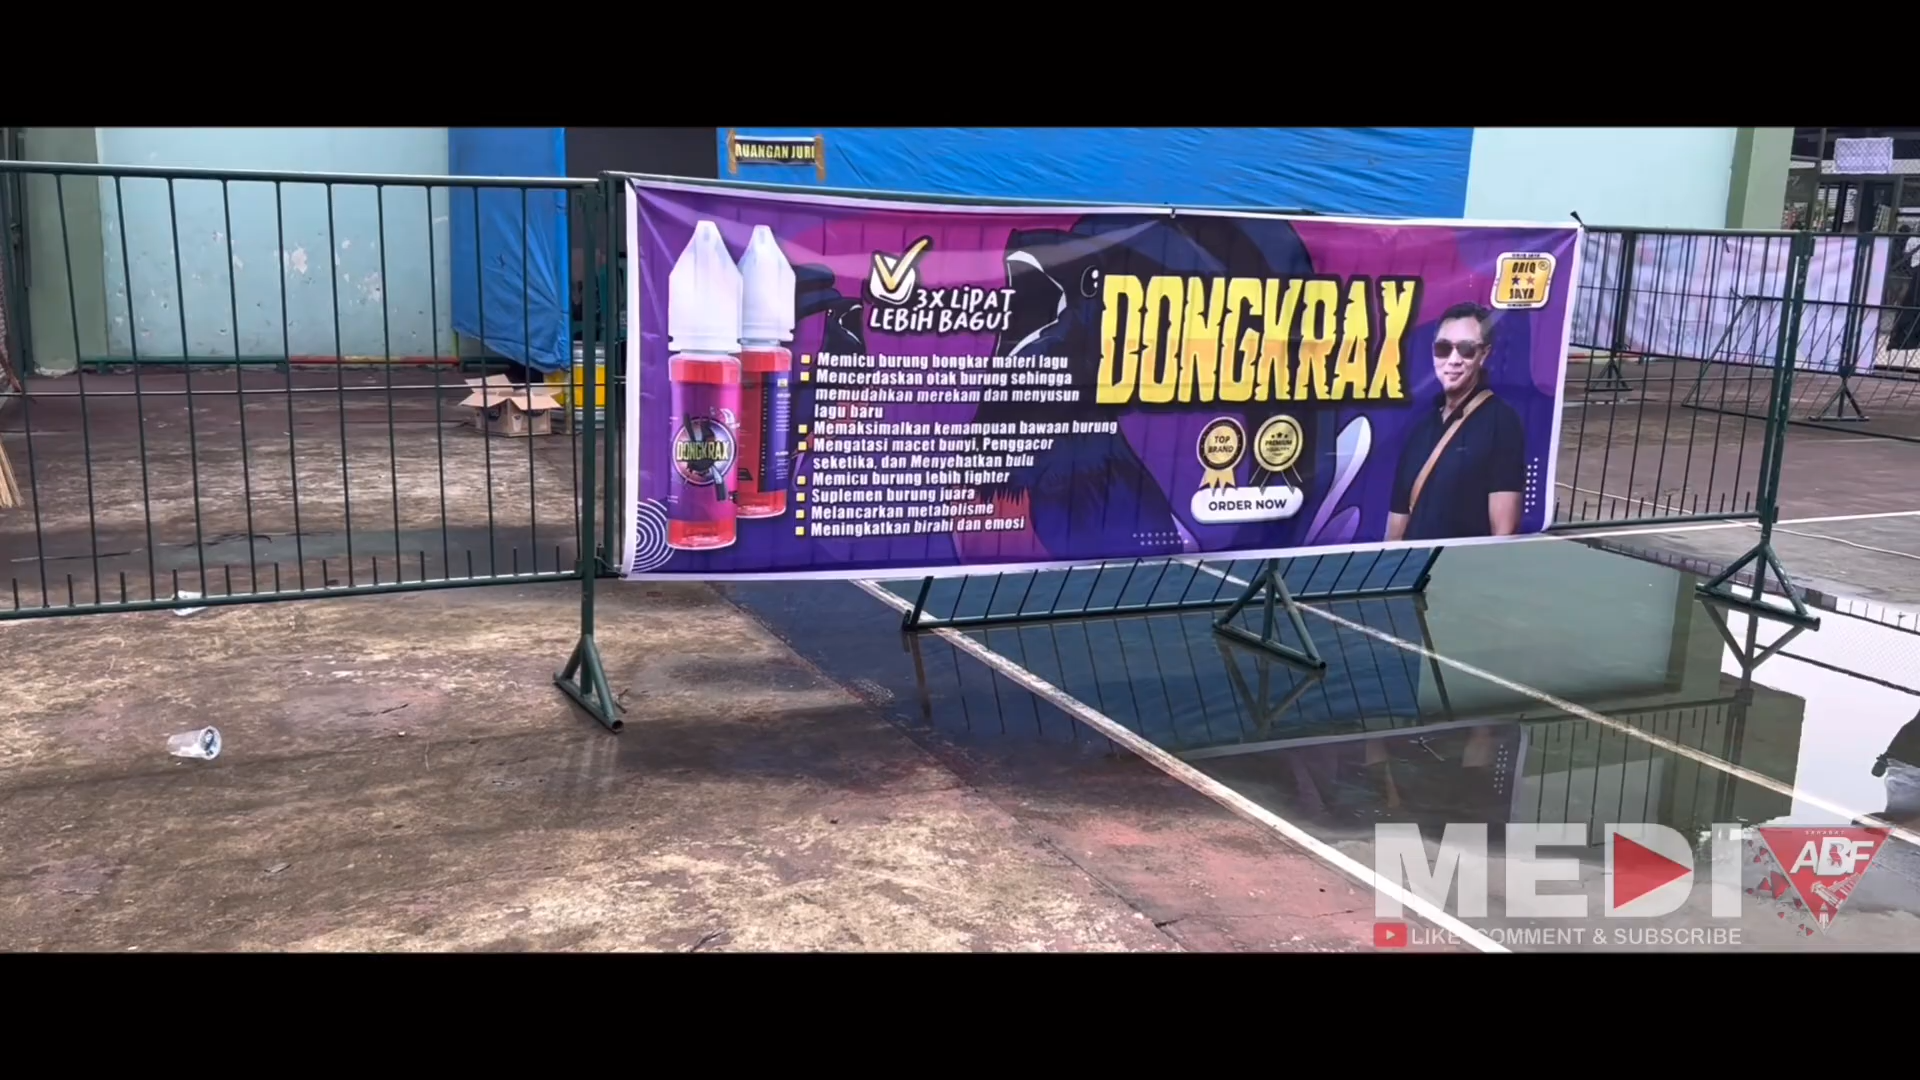 RUANGAN JURI
3X LiPAT
LEBiH BAGUS
DONGKRAX
ORIQ
JAYA
Memicu burung bongkar materi lagu
Mencerdaskan otak burung sehingga
memudahkan merekam dan menyusun
lagu baru
Memaksimalkan kemampuan bawaan burung
Mengatasi macet bunyi, Penggacor
seketika, dan Menyehatkan bulu
Memicu burung lebih fighter
Suplemen burung juara
Melancarkan metabolisme
Meningkatkan birahi dan emosi
DONGKRAX
TOP
BRAND
PREMIUM
ORDER NOW
MEDI
ABF
LIKE COMMENT & SUBSCRIBE